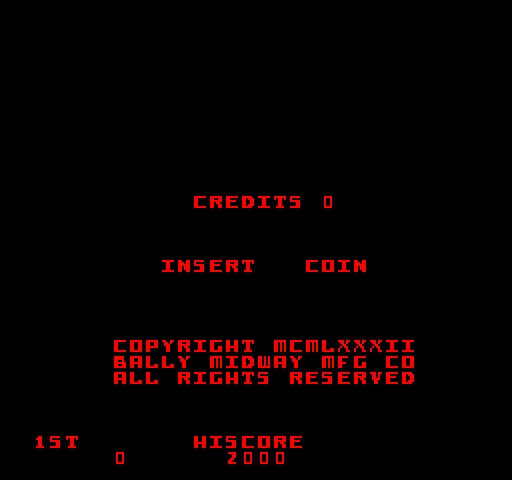 CREDITS 0
INSERT COIN
COPYRIGHT MCMLXXXII
BALLY MIDWAY MFG CO
ALL RIGHTS RESERVED
1ST HISCORE
0 2000